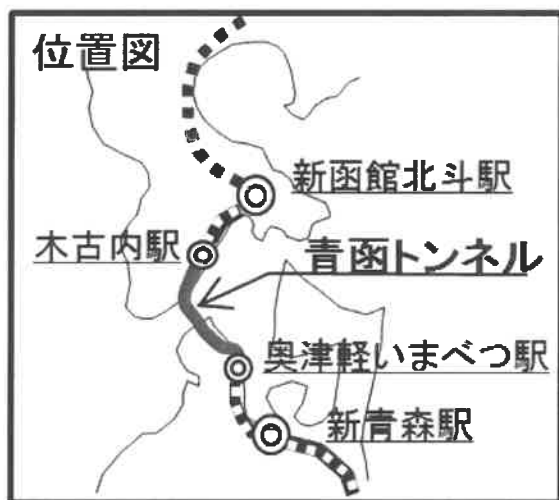 位置図
新函館北斗駅
木古内駅
青函トンネル
奥津軽いまべつ駅
新青森駅